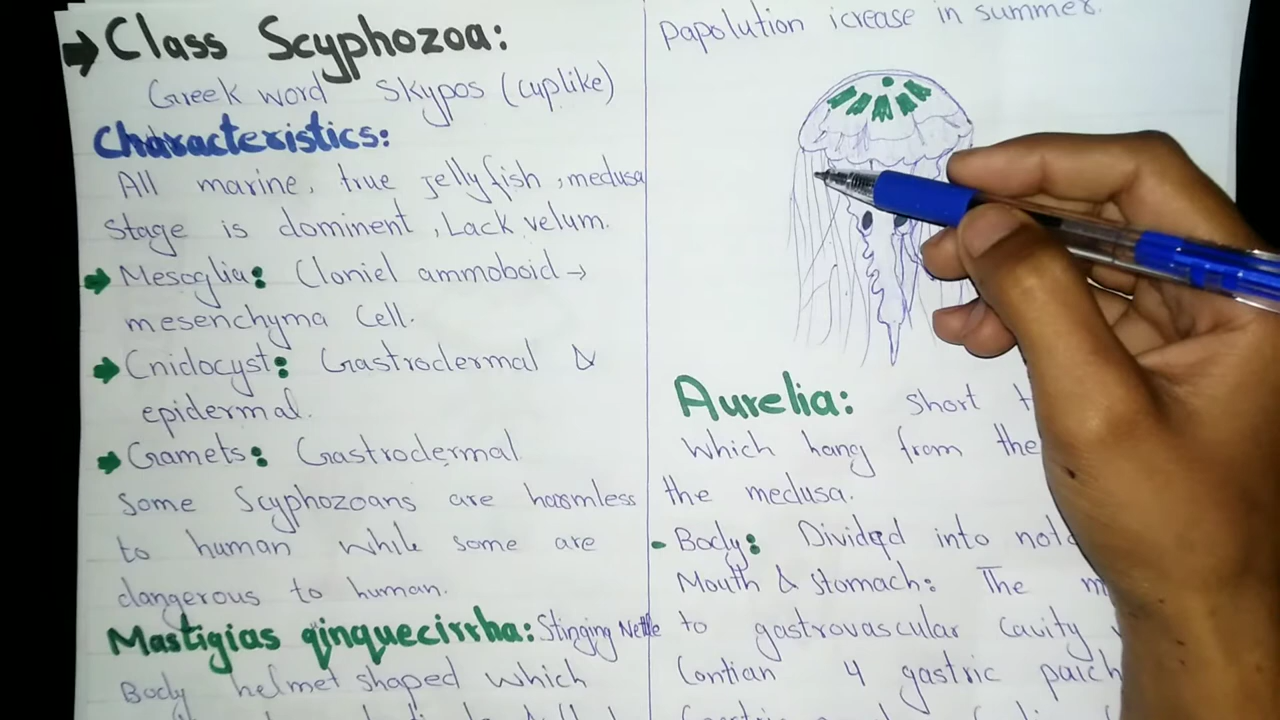 Class Scyphozoa:
Greek word Skypos (cuplike)
Characteristics:
All marine, true jellyfish, medusa
stage is dominent, Lack velum.
Mesoglia: Cloniel ammoboid →
mesenchyma Cell.
Cnidocyst: Gastrodermal &
epidermal.
Gamets: Gastrodermal
Some Scyphozoans are harmless
to human while some are
dangerous to human.
Mastigias qinquecirrha: Stinging Nettle
Body helmet shaped which
Papolution icrease in summer.
Aurelia: short
which hang from the
the medusa.
Body: Divided into
Mouth & stomach: The
to gastrovascular cavity
Contian 4 gastric